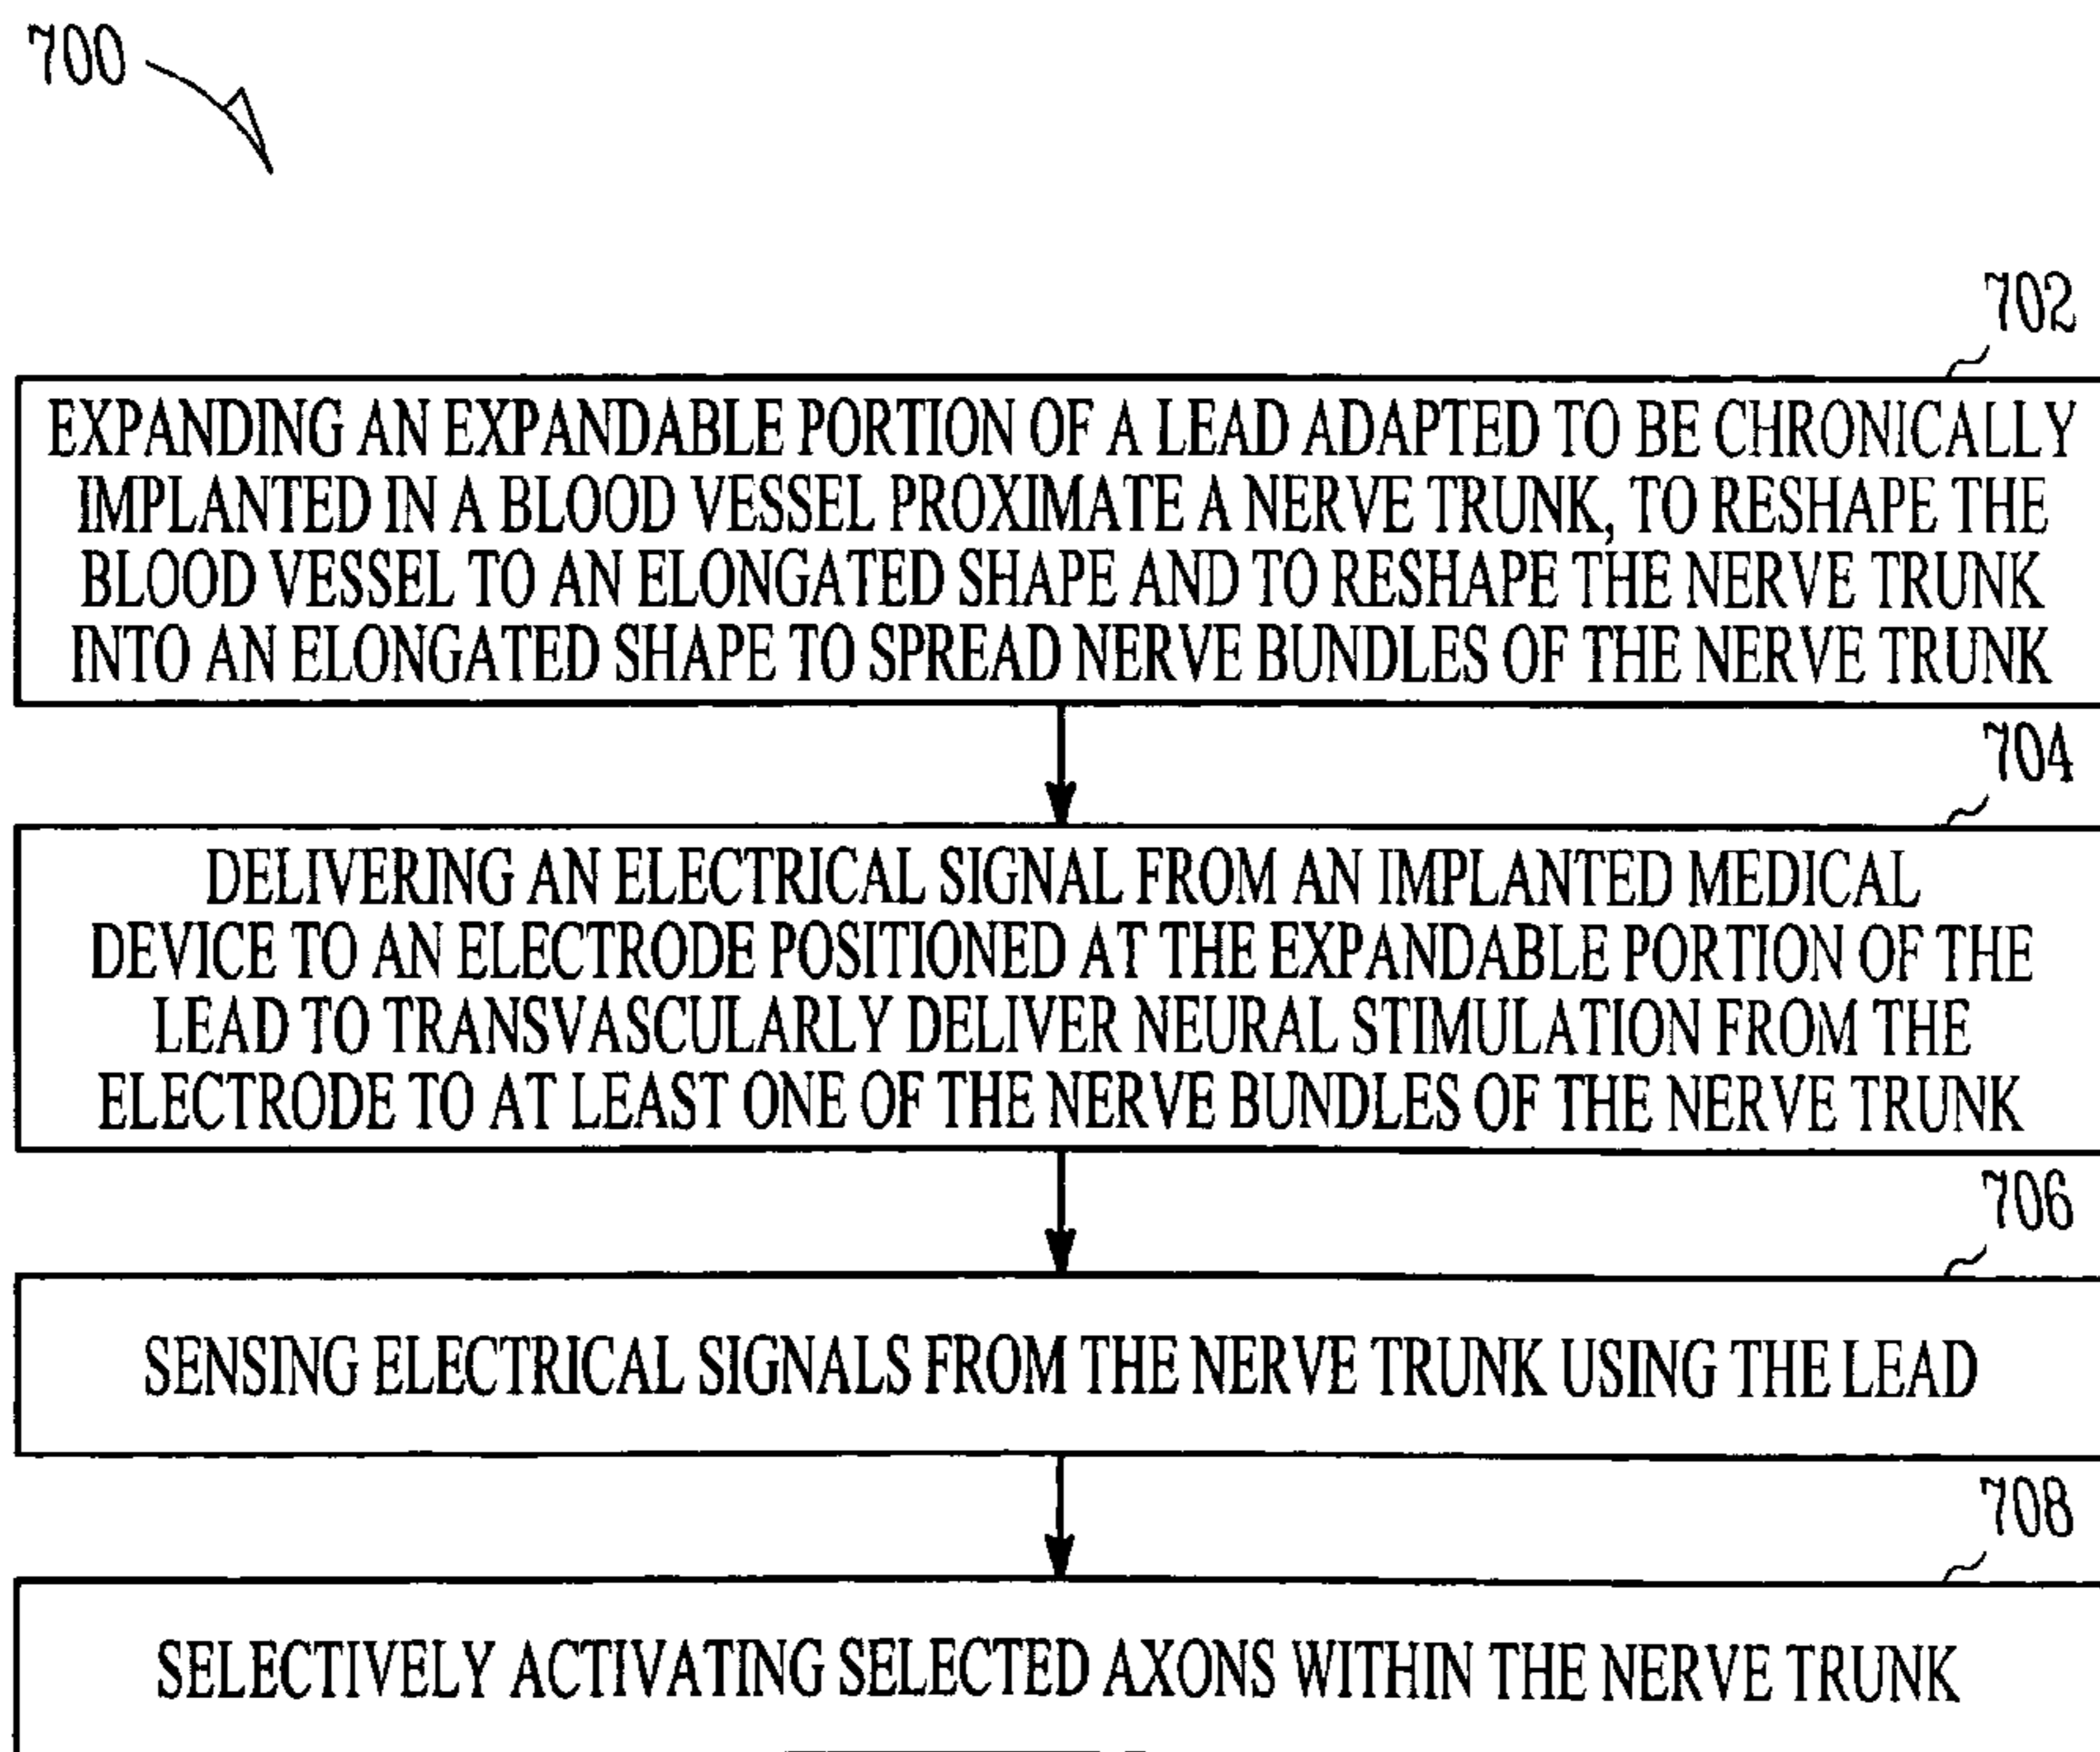 700
702
EXPANDING AN EXPANDABLE PORTION OF A LEAD ADAPTED TO BE CHRONICALLY
IMPLANTED IN A BLOOD VESSEL PROXIMATE A NERVE TRUNK, TO RESHAPE THE
BLOOD VESSEL TO AN ELONGATED SHAPE AND TO RESHAPE THE NERVE TRUNK
INTO AN ELONGATED SHAPE TO SPREAD NERVE BUNDLES OF THE NERVE TRUNK
704
DELIVERING AN ELECTRICAL SIGNAL FROM AN IMPLANTED MEDICAL
DEVICE TO AN ELECTRODE POSITIONED AT THE EXPANDABLE PORTION OF THE
LEAD TO TRANSVASCULARLY DELIVER NEURAL STIMULATION FROM THE
ELECTRODE TO AT LEAST ONE OF THE NERVE BUNDLES OF THE NERVE TRUNK
706
SENSING ELECTRICAL SIGNALS FROM THE NERVE TRUNK USING THE LEAD
708
SELECTIVELY ACTIVATING SELECTED AXONS WITHIN THE NERVE TRUNK